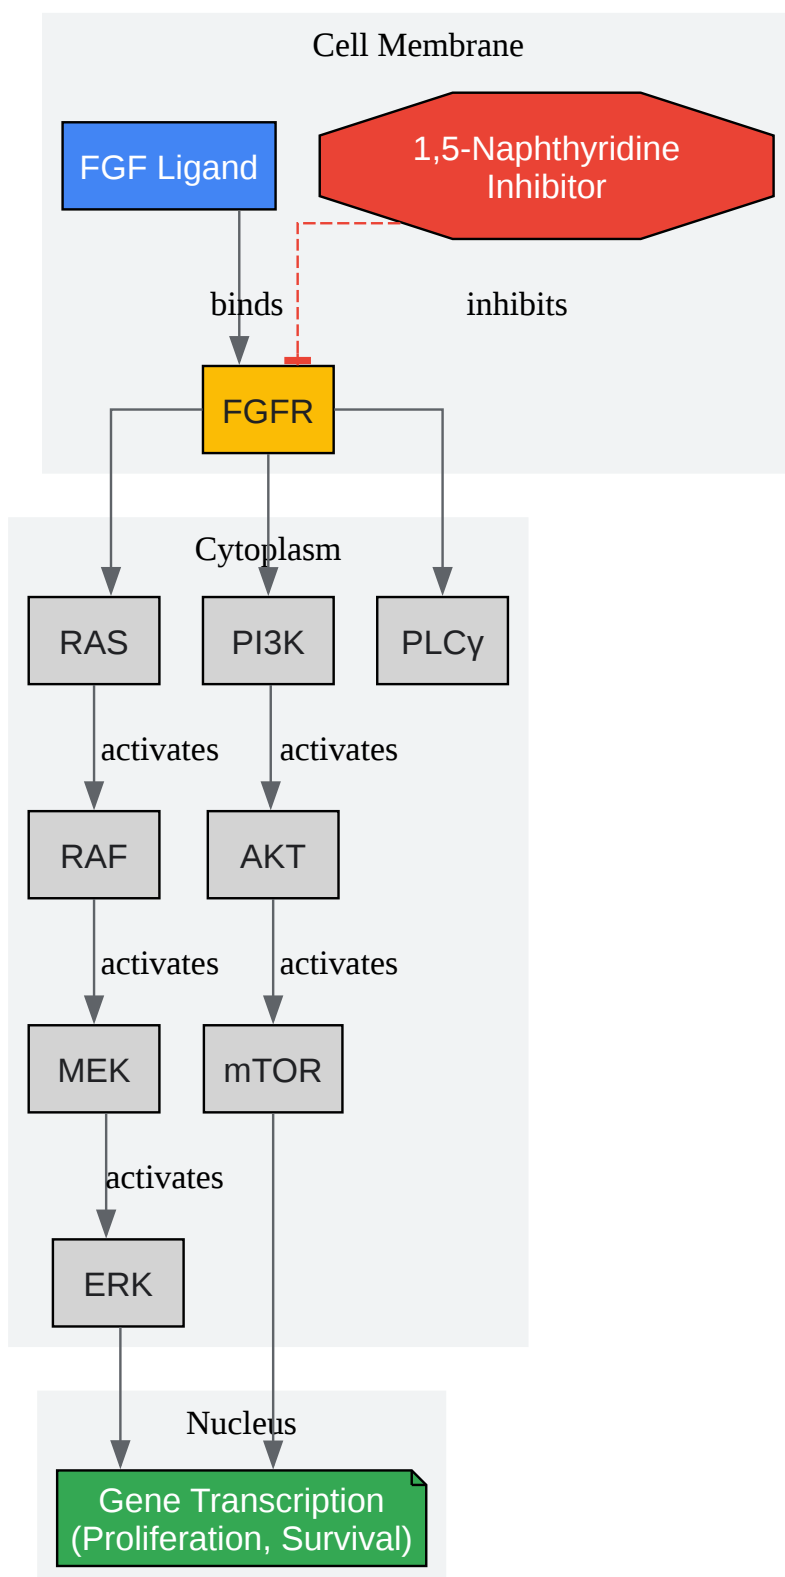 Cell Membrane
FGF Ligand
1,5-Naphthyridine
Inhibitor
binds
inhibits
FGFR
Cytoplasm
RAS
PI3K
PLCγ
activates
activates
RAF
AKT
activates
activates
MEK
mTOR
activates
ERK
Nucleus
Gene Transcription
(Proliferation, Survival)